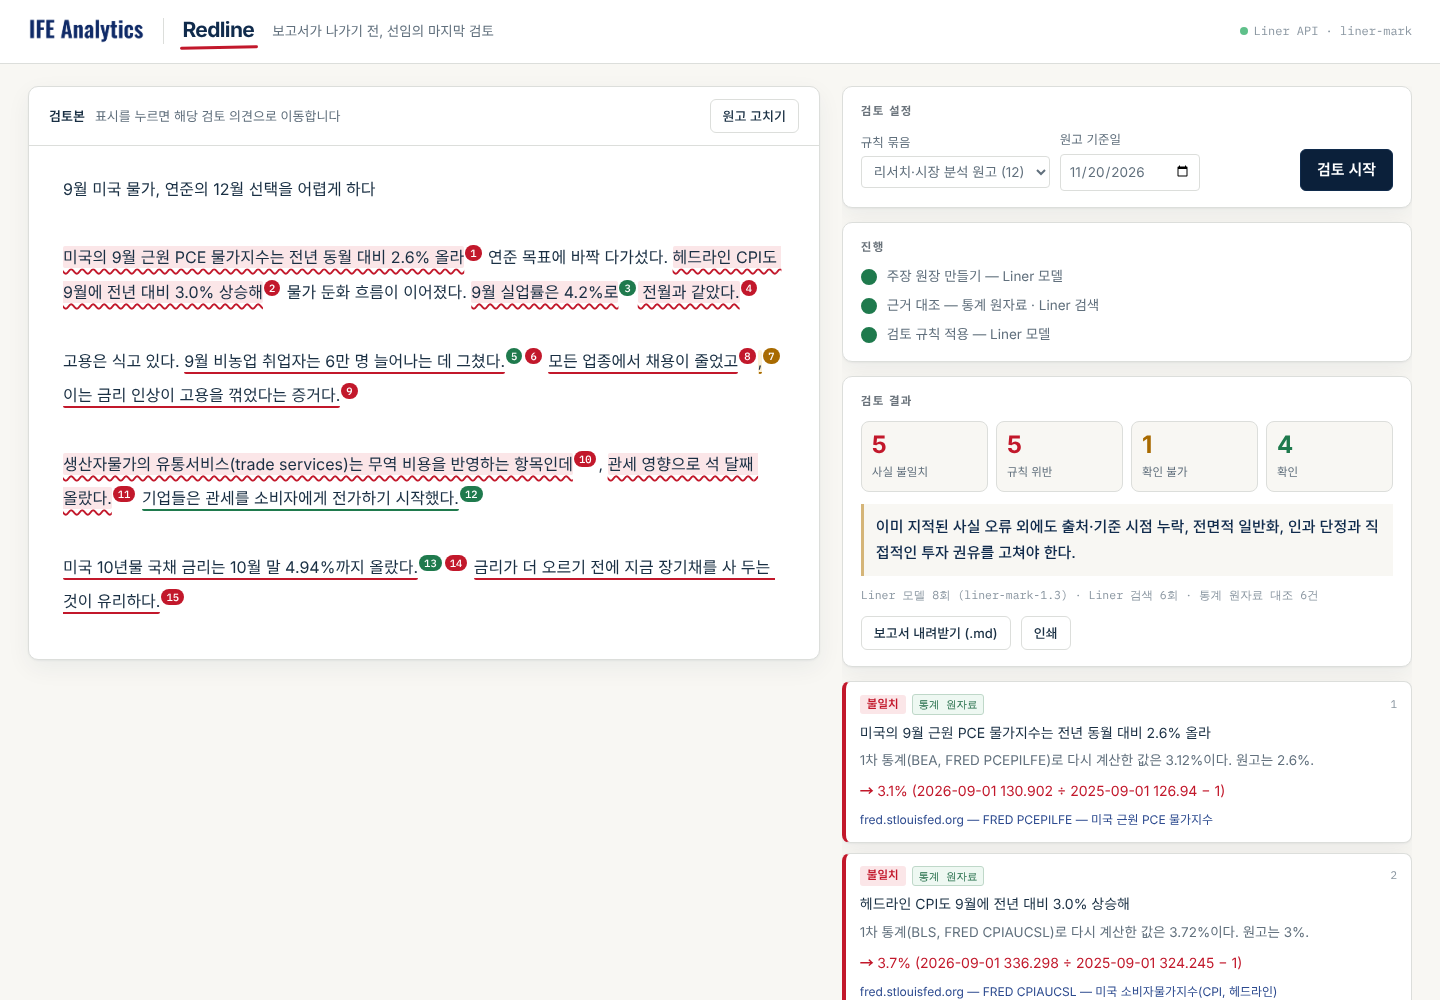 IFE Analytics
Redline
보고서가 나가기 전, 선임의 마지막 검토
Liner API · liner-mark
검토본 표시를 누르면 해당 검토 의견으로 이동합니다
원고 고치기
9월 미국 물가, 연준의 12월 선택을 어렵게 하다
미국의 9월 근원 PCE 물가지수는 전년 동월 대비 2.6% 올라 1 연준 목표에 바짝 다가섰다. 헤드라인 CPI도
9월에 전년 대비 3.0% 상승해 2 물가 둔화 흐름이 이어졌다. 9월 실업률은 4.2%로 3 전월과 같았다. 4
고용은 식고 있다. 9월 비농업 취업자는 6만 명 늘어나는 데 그쳤다. 5 6 모든 업종에서 채용이 줄었고 8 , 7
이는 금리 인상이 고용을 꺾었다는 증거다. 9
생산자물가의 유통서비스(trade services)는 무역 비용을 반영하는 항목인데 10 , 관세 영향으로 석 달째
올랐다. 11 기업들은 관세를 소비자에게 전가하기 시작했다. 12
미국 10년물 국채 금리는 10월 말 4.94%까지 올랐다. 13 14 금리가 더 오르기 전에 지금 장기채를 사 두는
것이 유리하다. 15
검토 설정
규칙 묶음
원고 기준일
리서치·시장 분석 원고 (12)
11/20/2026
검토 시작
진행
주장 원장 만들기 — Liner 모델
근거 대조 — 통계 원자료 · Liner 검색
검토 규칙 적용 — Liner 모델
검토 결과
5 5 1 4
사실 불일치 규칙 위반 확인 불가 확인
이미 지적된 사실 오류 외에도 출처·기준 시점 누락, 전면적 일반화, 인과 단정과 직
접적인 투자 권유를 고쳐야 한다.
Liner 모델 8회 (liner-mark-1.3) · Liner 검색 6회 · 통계 원자료 대조 6건
보고서 내려받기 (.md)
인쇄
불일치 통계 원자료 1
미국의 9월 근원 PCE 물가지수는 전년 동월 대비 2.6% 올라
1차 통계(BEA, FRED PCEPILFE)로 다시 계산한 값은 3.12%이다. 원고는 2.6%.
→ 3.1% (2026-09-01 130.902 ÷ 2025-09-01 126.94 − 1)
fred.stlouisfed.org — FRED PCEPILFE — 미국 근원 PCE 물가지수
불일치 통계 원자료 2
헤드라인 CPI도 9월에 전년 대비 3.0% 상승해
1차 통계(BLS, FRED CPIAUCSL)로 다시 계산한 값은 3.72%이다. 원고는 3%.
→ 3.7% (2026-09-01 336.298 ÷ 2025-09-01 324.245 − 1)
fred.stlouisfed.org — FRED CPIAUCSL — 미국 소비자물가지수(CPI, 헤드라인)